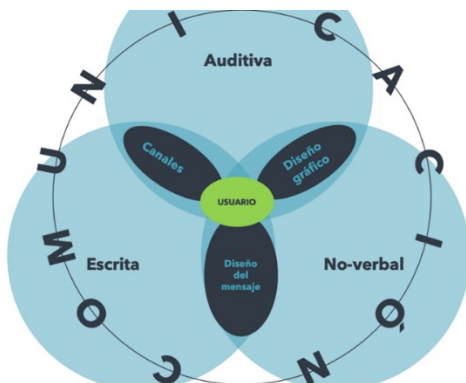 COMUNICACIÓN
Auditiva
Canales
Diseño
gráfico
USUARIO
Escrita
Diseño
del
mensaje
No-verbal